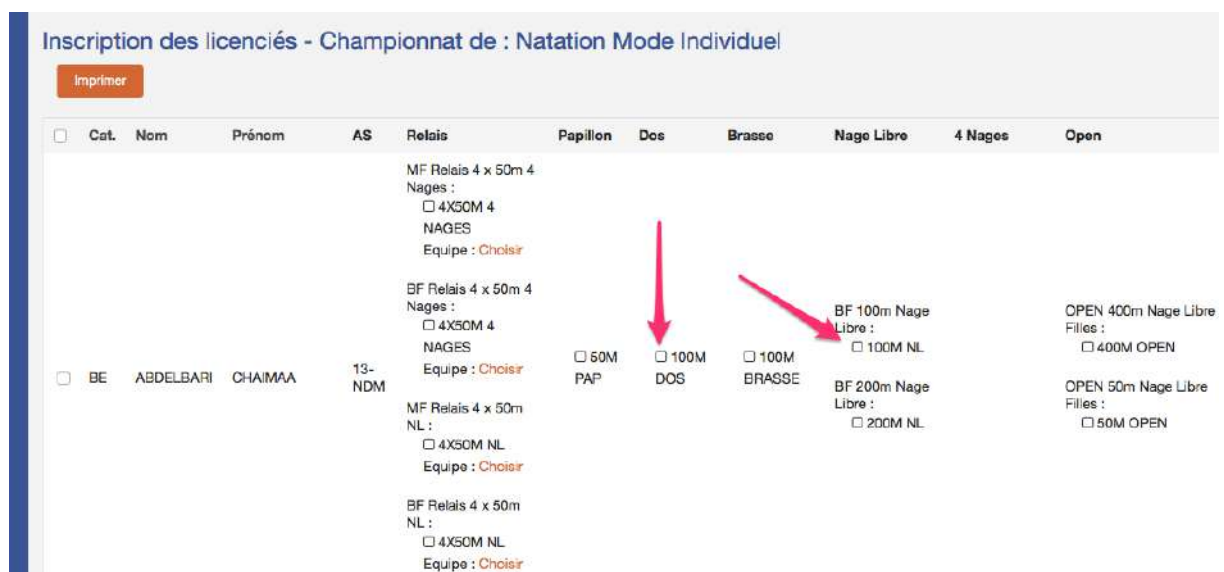 Inscription des licenciés - Championnat de : Natation Mode Individuel
Imprimer
Cat. Nom Prénom AS Relais Papillon Dos Brasse Nage Libre 4 Nages Open
BE ABDELBARI CHAIMAA
13-
NDM
MF Relais 4 x 50m 4
Nages :
4X50M 4
NAGES
Equipe : Choisir
BF Relais 4 x 50m 4
Nages :
4X50M 4
NAGES
Equipe : Choisir
MF Relais 4 x 50m
NL :
4X50M NL
Equipe : Choisir
BF Relais 4 x 50m
NL :
4X50M NL
Equipe : Choisir
50M
PAP
100M
DOS
100M
BRASSE
BF 100m Nage
Libre :
100M NL
BF 200m Nage
Libre :
200M NL
OPEN 400m Nage Libre
Filles :
400M OPEN
OPEN 50m Nage Libre
Filles :
50M OPEN